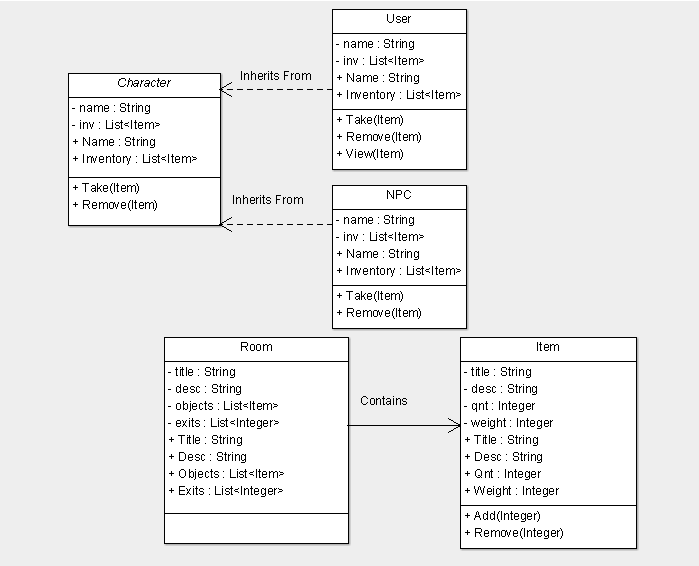 User
- name : String
- inv : List<Item>
+ Name : String
+ Inventory : List<Item>
+ Take(Item)
+ Remove(Item)
+ View(Item)
Inherits From
Character
- name : String
- inv : List<Item>
+ Name : String
+ Inventory : List<Item>
+ Take(Item)
+ Remove(Item)
Inherits From
NPC
- name : String
- inv : List<Item>
+ Name : String
+ Inventory : List<Item>
+ Take(Item)
+ Remove(Item)
Room
- title : String
- desc : String
- objects : List<Item>
- exits : List<Integer>
+ Title : String
+ Desc : String
+ Objects : List<Item>
+ Exits : List<Integer>
Contains
Item
- title : String
- desc : String
- qnt : Integer
- weight : Integer
+ Title : String
+ Desc : String
+ Qnt : Integer
+ Weight : Integer
+ Add(Integer)
+ Remove(Integer)